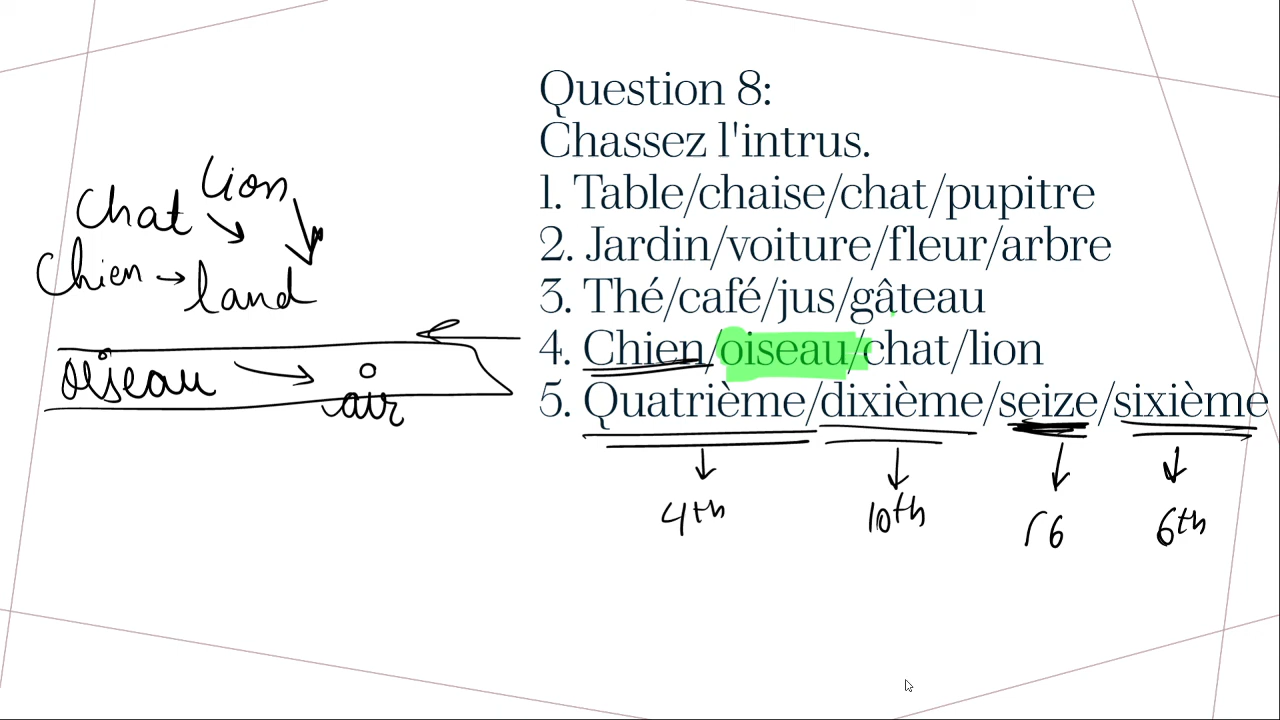 Question 8:
Chassez l'intrus.
1. Table/chaise/chat/pupitre
2. Jardin/voiture/fleur/arbre
3. Thé/café/jus/gâteau
4. Chien/oiseau/chat/lion
5. Quatrième/dixième/seize/sixième
4th 10th 16 6th
Lion
Chat
Chien → land
oiseau → air